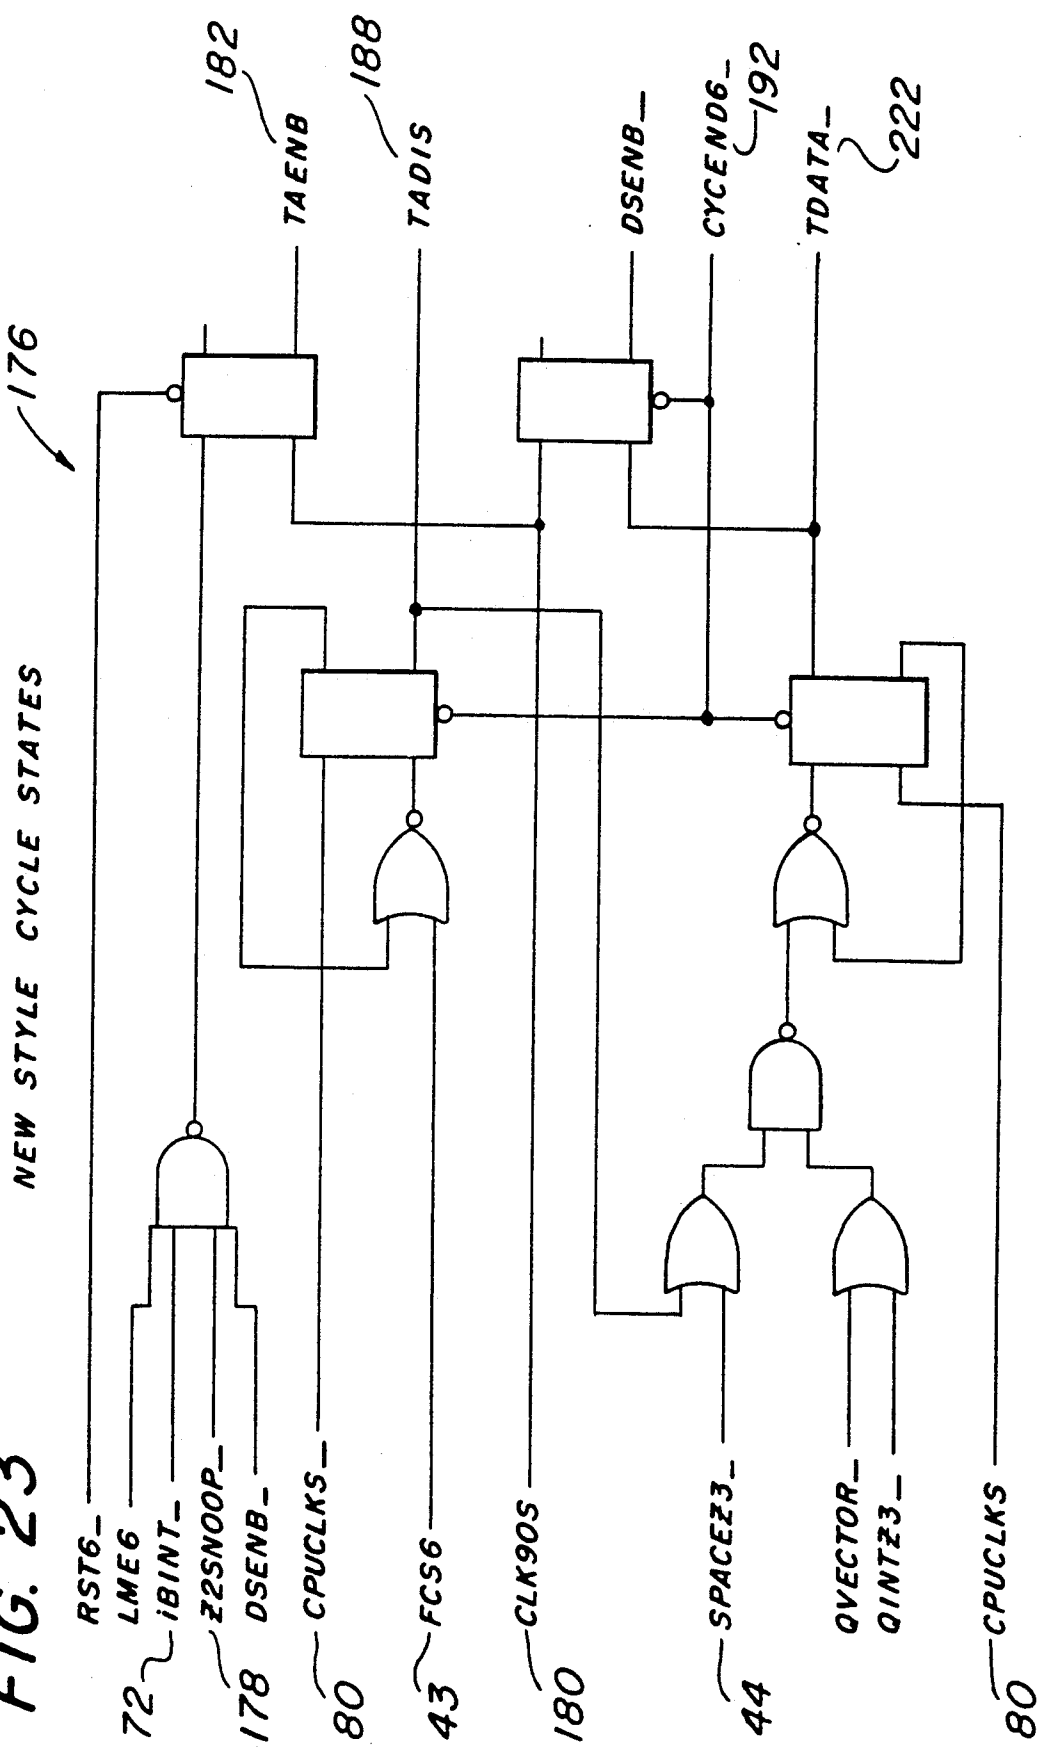 FIG. 23
NEW STYLE CYCLE STATES
176
RST6_
LME6
72
iBINT_
178
Z2SNOOP_
DSENB_
80
CPUCLKS_
43
FCS6
180
CLK90S
44
SPACEZ3_
QVECTOR_
QINTZ3_
80
CPUCLKS
182
TAENB
188
TADIS
DSENB_
CYCEND6_
192
TDATA_
222